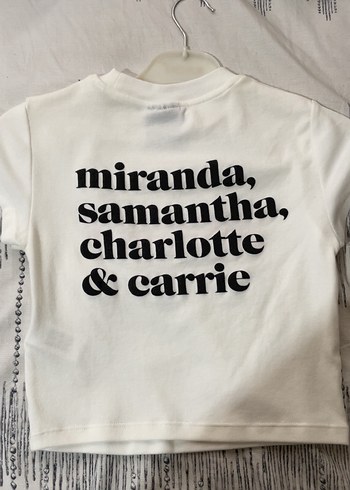 miranda,
samantha,
charlotte
& carrie